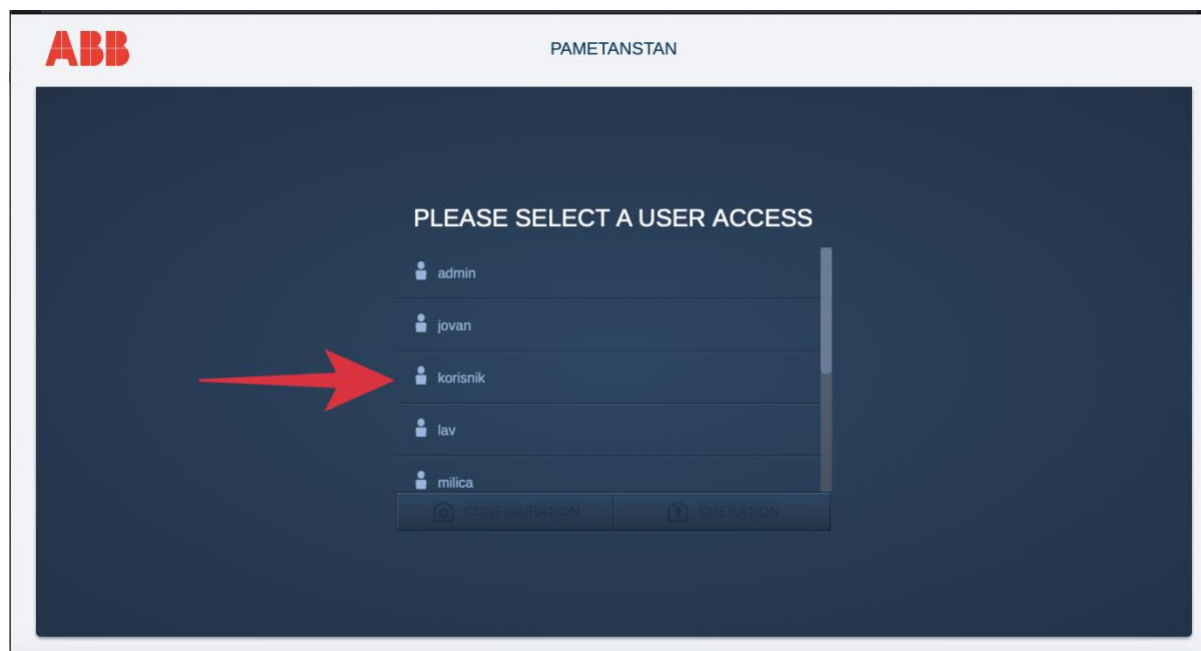 ABB
PAMETANSTAN
PLEASE SELECT A USER ACCESS
admin
jovan
korisnik
lav
milica
CONFIGURATION
OPERATION